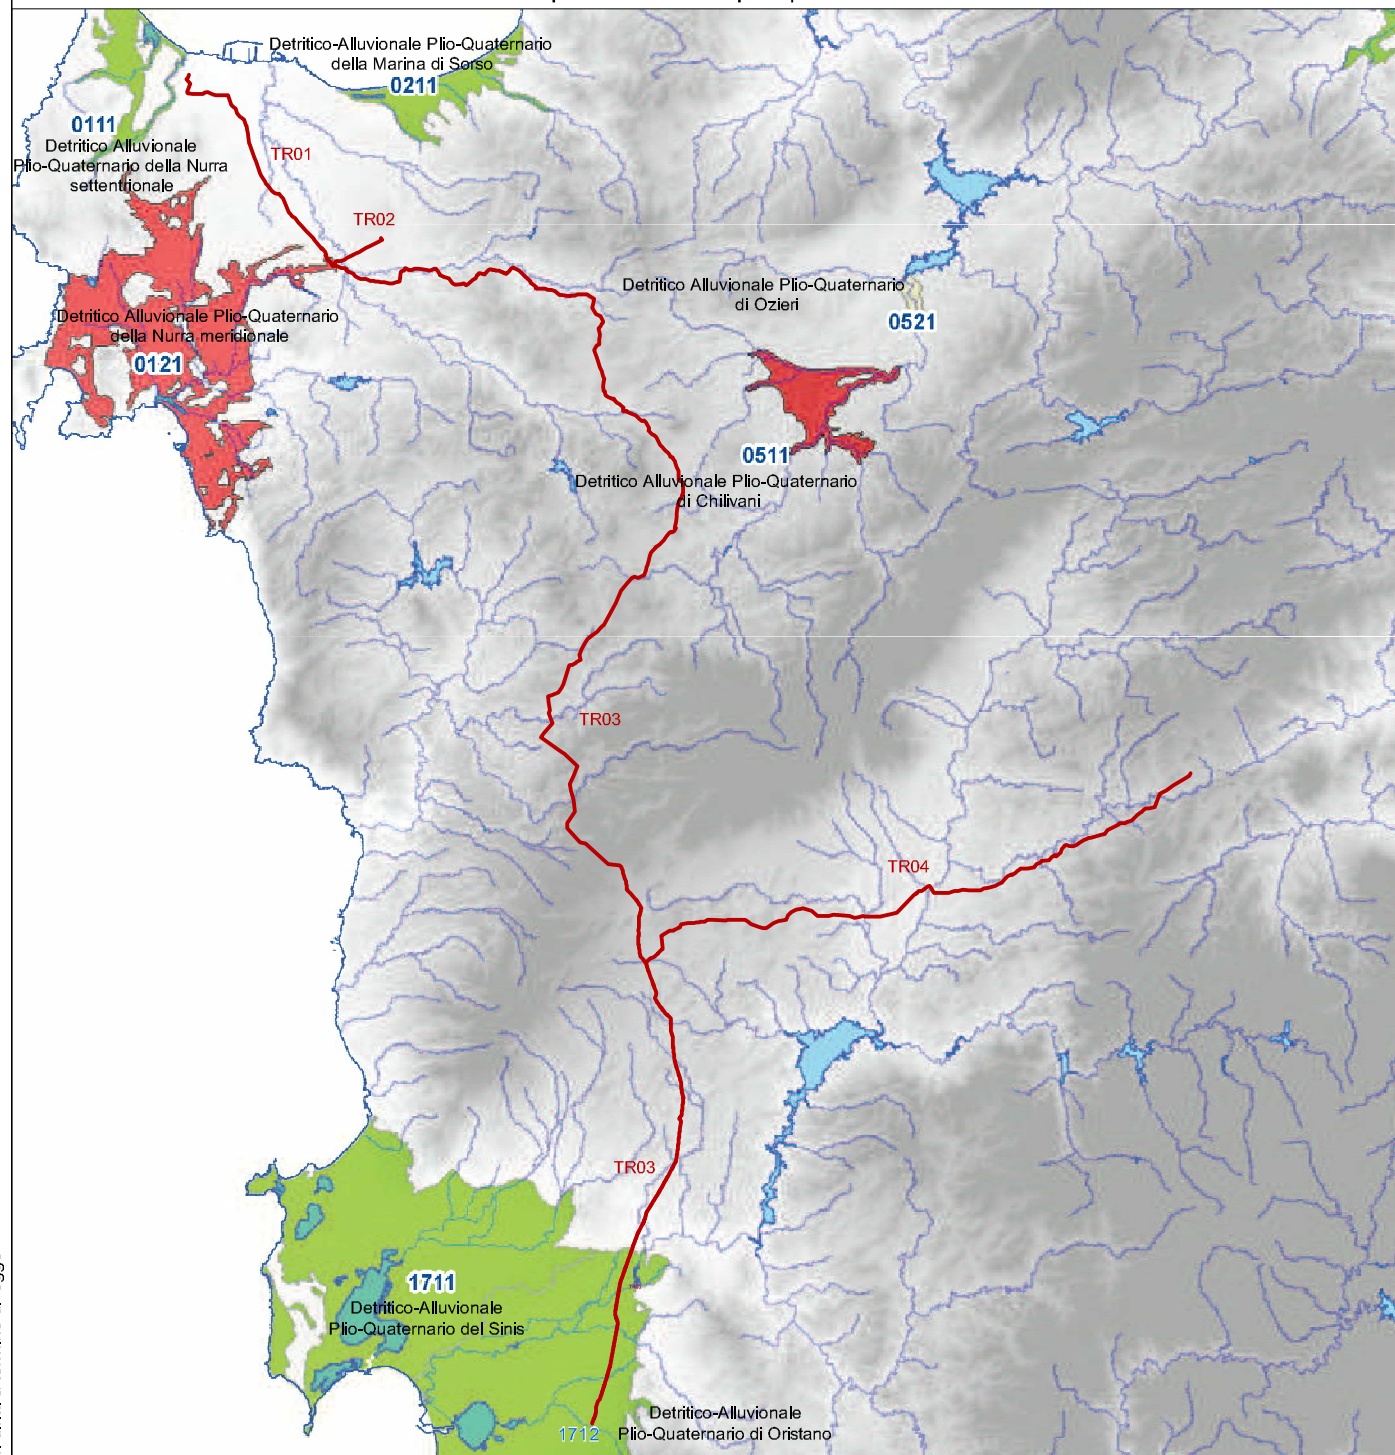 Detritico-Alluvionale Plio-Quaternario
della Marina di Sorso
0211
0111
Detritico Alluvionale
Plio-Quaternario della Nurra
settentrionale
TR01
TR02
Detritico Alluvionale Plio-Quaternario
di Ozieri
0521
Detritico Alluvionale Plio-Quaternario
della Nurra meridionale
0121
0511
Detritico Alluvionale Plio-Quaternario
di Chilivani
TR03
TR04
TR03
1711
Detritico-Alluvionale
Plio-Quaternario del Sinis
Detritico-Alluvionale
Plio-Quaternario di Oristano
1712